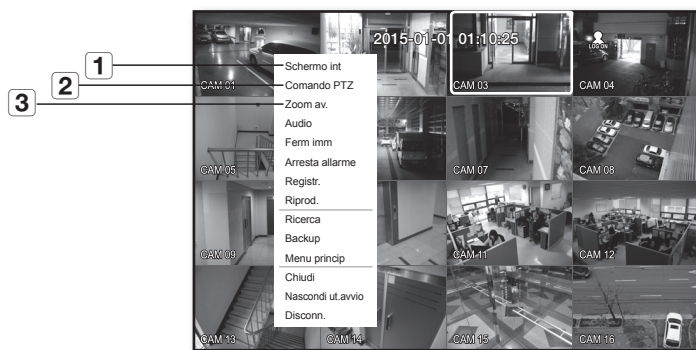 2015-01-01 01:10:25
LOG ON
CAM 01
CAM 03
CAM 04
1
2
3
Schermo int
Comando PTZ
Zoom av.
Audio
Ferm imm
Arresta allarme
Registr.
Riprod.
Ricerca
Backup
Menu princip
Chiudi
Nascondi ut.avvio
Disconn.
CAM 05
CAM 07
CAM 08
CAM 09
CAM 11
CAM 12
CAM 13
CAM 14
CAM 15
CAM 16